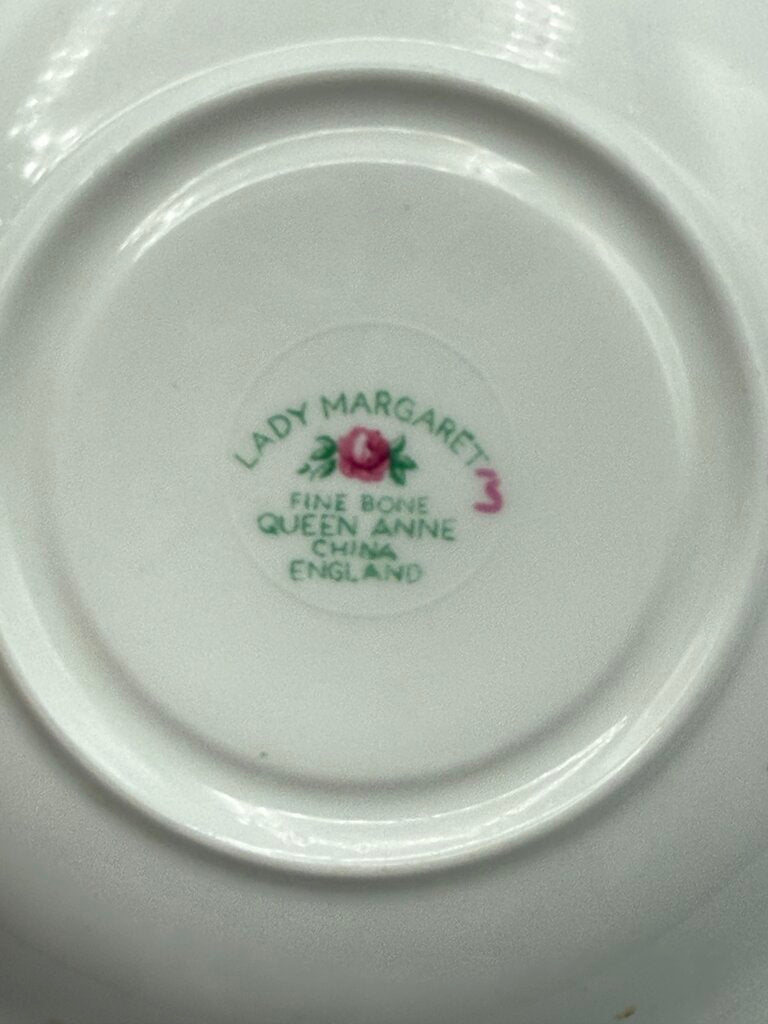 LADY MARGARET
3
FINE BONE
QUEEN ANNE
CHINA
ENGLAND